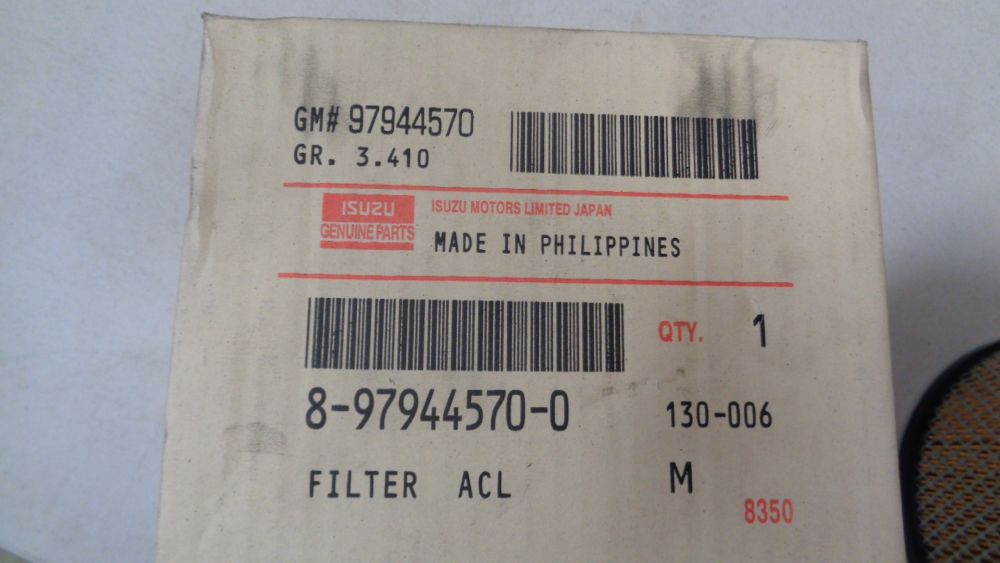 GM# 97944570
GR. 3.410
ISUZU
GENUINE PARTS
ISUZU MOTORS LIMITED JAPAN
MADE IN PHILIPPINES
QTY. 1
8-97944570-0
130-006
FILTER ACL
M
8350